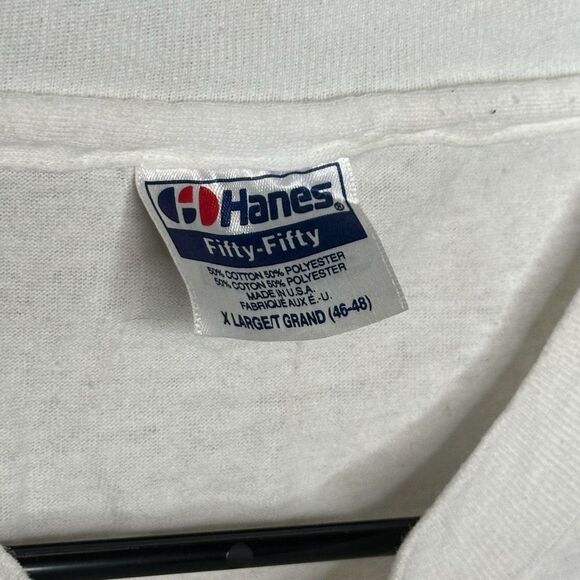 Hanes®
Fifty-Fifty
50% COTTON 50% POLYESTER
50% COTON 50% POLYESTER
MADE IN U.S.A.
FABRIQUÉ AUX É.-U.
X LARGE/T GRAND (46-48)